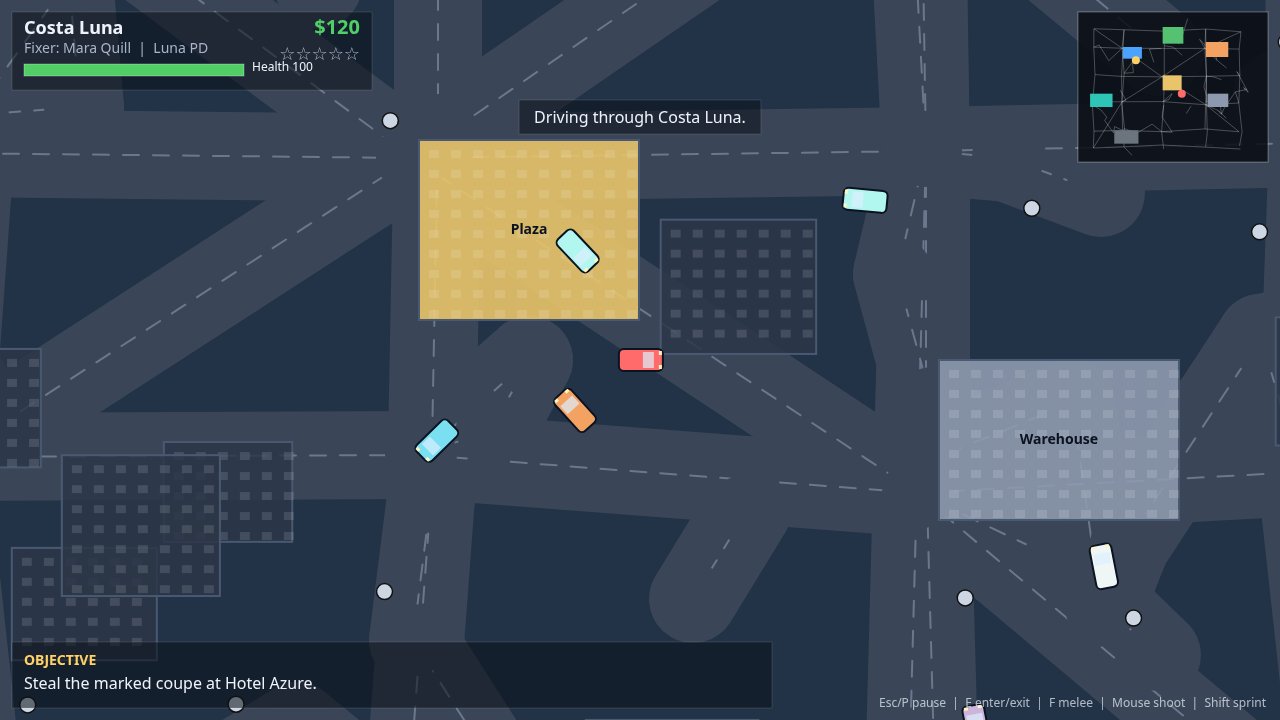 Costa Luna
$120
Fixer: Mara Quill | Luna PD
☆☆☆☆☆
Health 100
Driving through Costa Luna.
Plaza
Warehouse
OBJECTIVE
Steal the marked coupe at Hotel Azure.
Esc/P pause | E enter/exit | F melee | Mouse shoot | Shift sprint